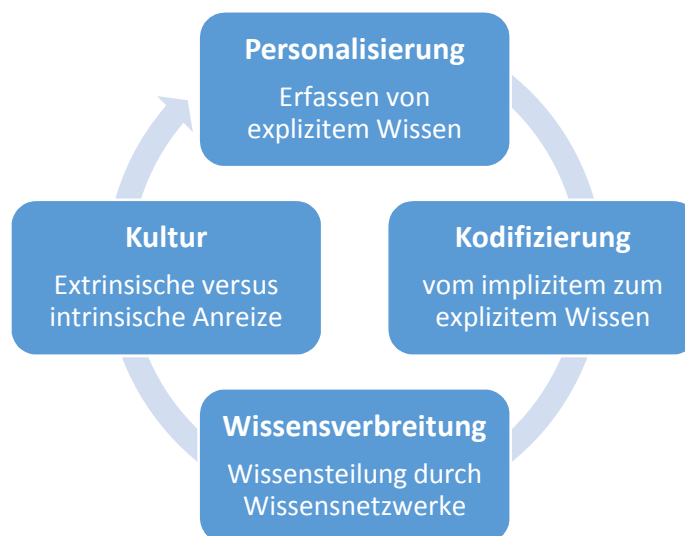 Personalisierung
Erfassen von
explizitem Wissen
Kultur
Extrinsische versus
intrinsische Anreize
Kodifizierung
vom implizitem zum
explizitem Wissen
Wissensverbreitung
Wissensteilung durch
Wissensnetzwerke